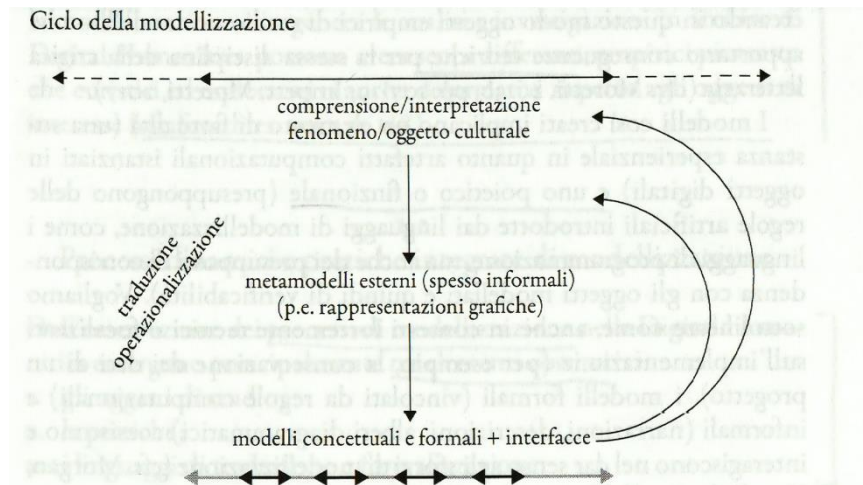 Ciclo della modellizzazione
comprensione/interpretazione
fenomeno/oggetto culturale
traduzione
operazionalizzazione
metamodelli esterni (spesso informali)
(p.e. rappresentazioni grafiche)
modelli concettuali e formali + interfacce